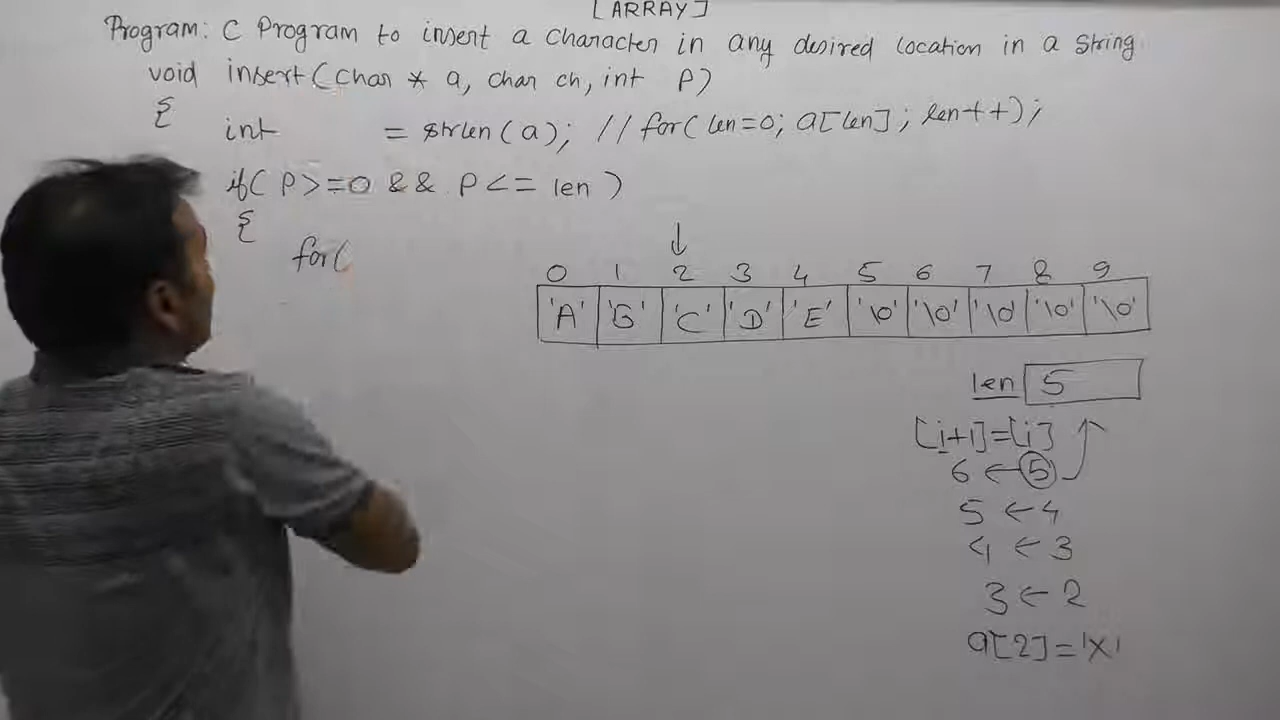 [ARRAY]
Program: C Program to insert a character in any desired location in a string
void insert(char * a, char ch, int P)
{
int = strlen(a); // for(len=0; a[len]; len++);
if( P>=0 && P<= len )
{
for(
↓
0 1 2 3 4 5 6 7 8 9
'A' 'B' 'C' 'D' 'E' '\0' '\0' '\0' '\0' '\0'
len 5
[i+1]=[i]
6 ← 5
5 ← 4
4 ← 3
3 ← 2
a[2]='X'